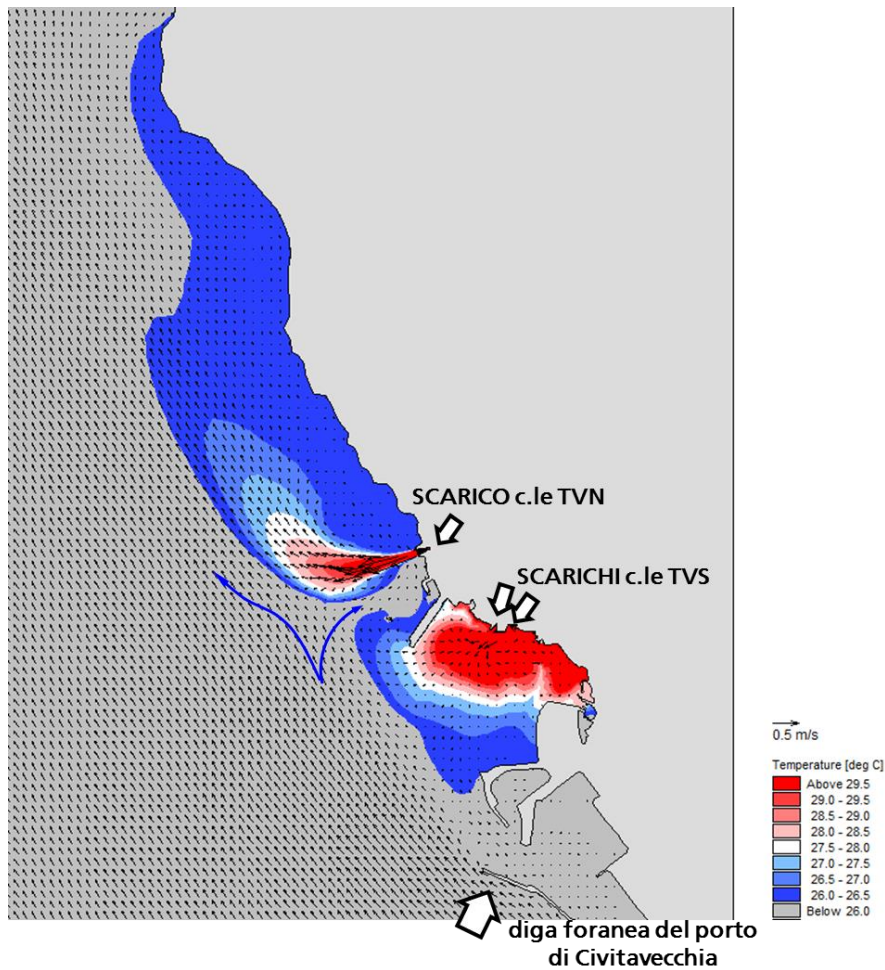 SCARICO c.le TVN
SCARICHI c.le TVS
0.5 m/s
Temperature [deg C]
Above 29.5
29.0 - 29.5
28.5 - 29.0
28.0 - 28.5
27.5 - 28.0
27.0 - 27.5
26.5 - 27.0
26.0 - 26.5
Below 26.0
diga foranea del porto
di Civitavecchia